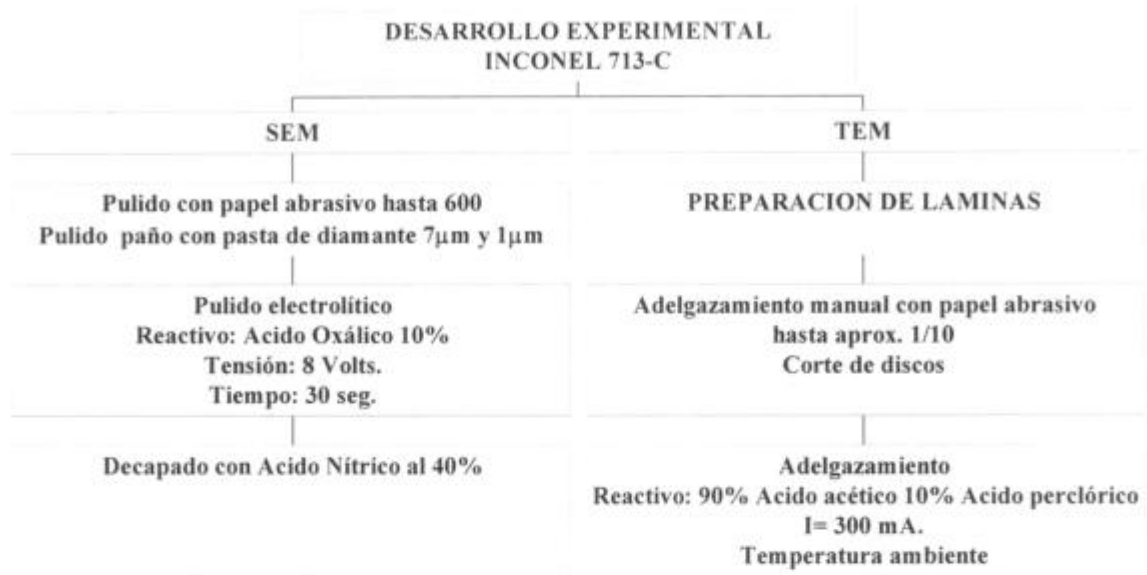 DESARROLLO EXPERIMENTAL
INCONEL 713-C
SEM
Pulido con papel abrasivo hasta 600
Pulido paño con pasta de diamante 7μm y 1μm
Pulido electrolítico
Reactivo: Acido Oxálico 10%
Tensión: 8 Volts.
Tiempo: 30 seg.
Decapado con Acido Nítrico al 40%
TEM
PREPARACION DE LAMINAS
Adelgazamiento manual con papel abrasivo
hasta aprox. 1/10
Corte de discos
Adelgazamiento
Reactivo: 90% Acido acético 10% Acido perclórico
I= 300 mA.
Temperatura ambiente